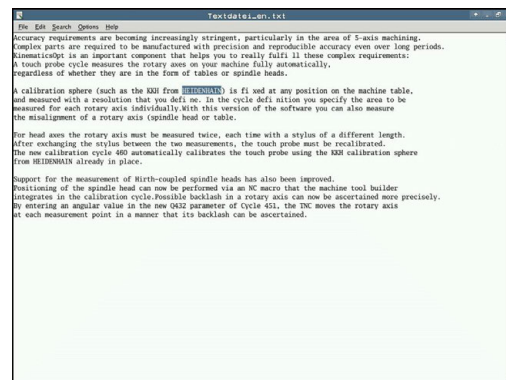 Textdatei_en.txt
File Edit Search Options Help
Accuracy requirements are becoming increasingly stringent, particularly in the area of 5-axis machining.
Complex parts are required to be manufactured with precision and reproducible accuracy even over long periods.
KinematicsOpt is an important component that helps you to really fulfi ll these complex requirements:
A touch probe cycle measures the rotary axes on your machine fully automatically,
regardless of whether they are in the form of tables or spindle heads.
A calibration sphere (such as the KKH from HEIDENHAIN) is fi xed at any position on the machine table,
and measured with a resolution that you defi ne. In the cycle defi nition you specify the area to be
measured for each rotary axis individually.With this version of the software you can also measure
the misalignment of a rotary axis (spindle head or table.
For head axes the rotary axis must be measured twice, each time with a stylus of a different length.
After exchanging the stylus between the two measurements, the touch probe must be recalibrated.
The new calibration cycle 460 automatically calibrates the touch probe using the KKH calibration sphere
from HEIDENHAIN already in place.
Support for the measurement of Hirth-coupled spindle heads has also been improved.
Positioning of the spindle head can now be performed via an NC macro that the machine tool builder
integrates in the calibration cycle.Possible backlash in a rotary axis can now be ascertained more precisely.
By entering an angular value in the new Q432 parameter of Cycle 451, the TNC moves the rotary axis
at each measurement point in a manner that its backlash can be ascertained.